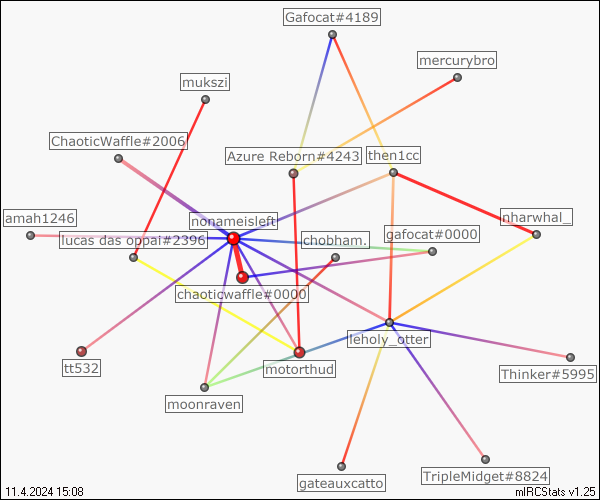 Gafocat#4189
mercurybro
mukszi
ChaoticWaffle#2006
Azure Reborn#4243
then1cc
amah1246
nonameisleft
nharwhal_
lucas das oppai#2396
chobham.
gafocat#0000
chaoticwaffle#0000
leholy_otter
tt532
motorthud
Thinker#5995
moonraven
gateauxcatto
TripleMidget#8824
11.4.2024 15:08
mIRCStats v1.25